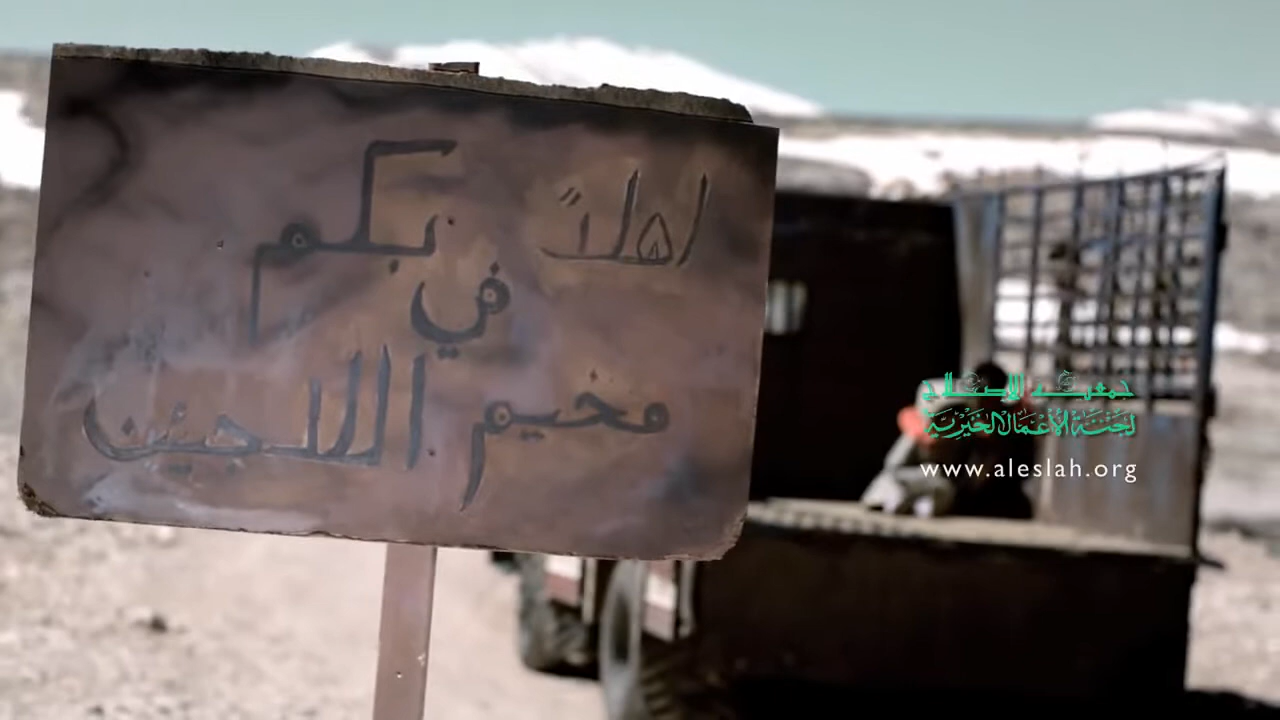 اهلاً بكم
في
مخيم اللاجئين
جمعية الإصلاح
لجنة الأعمال الخيرية
www.aleslah.org